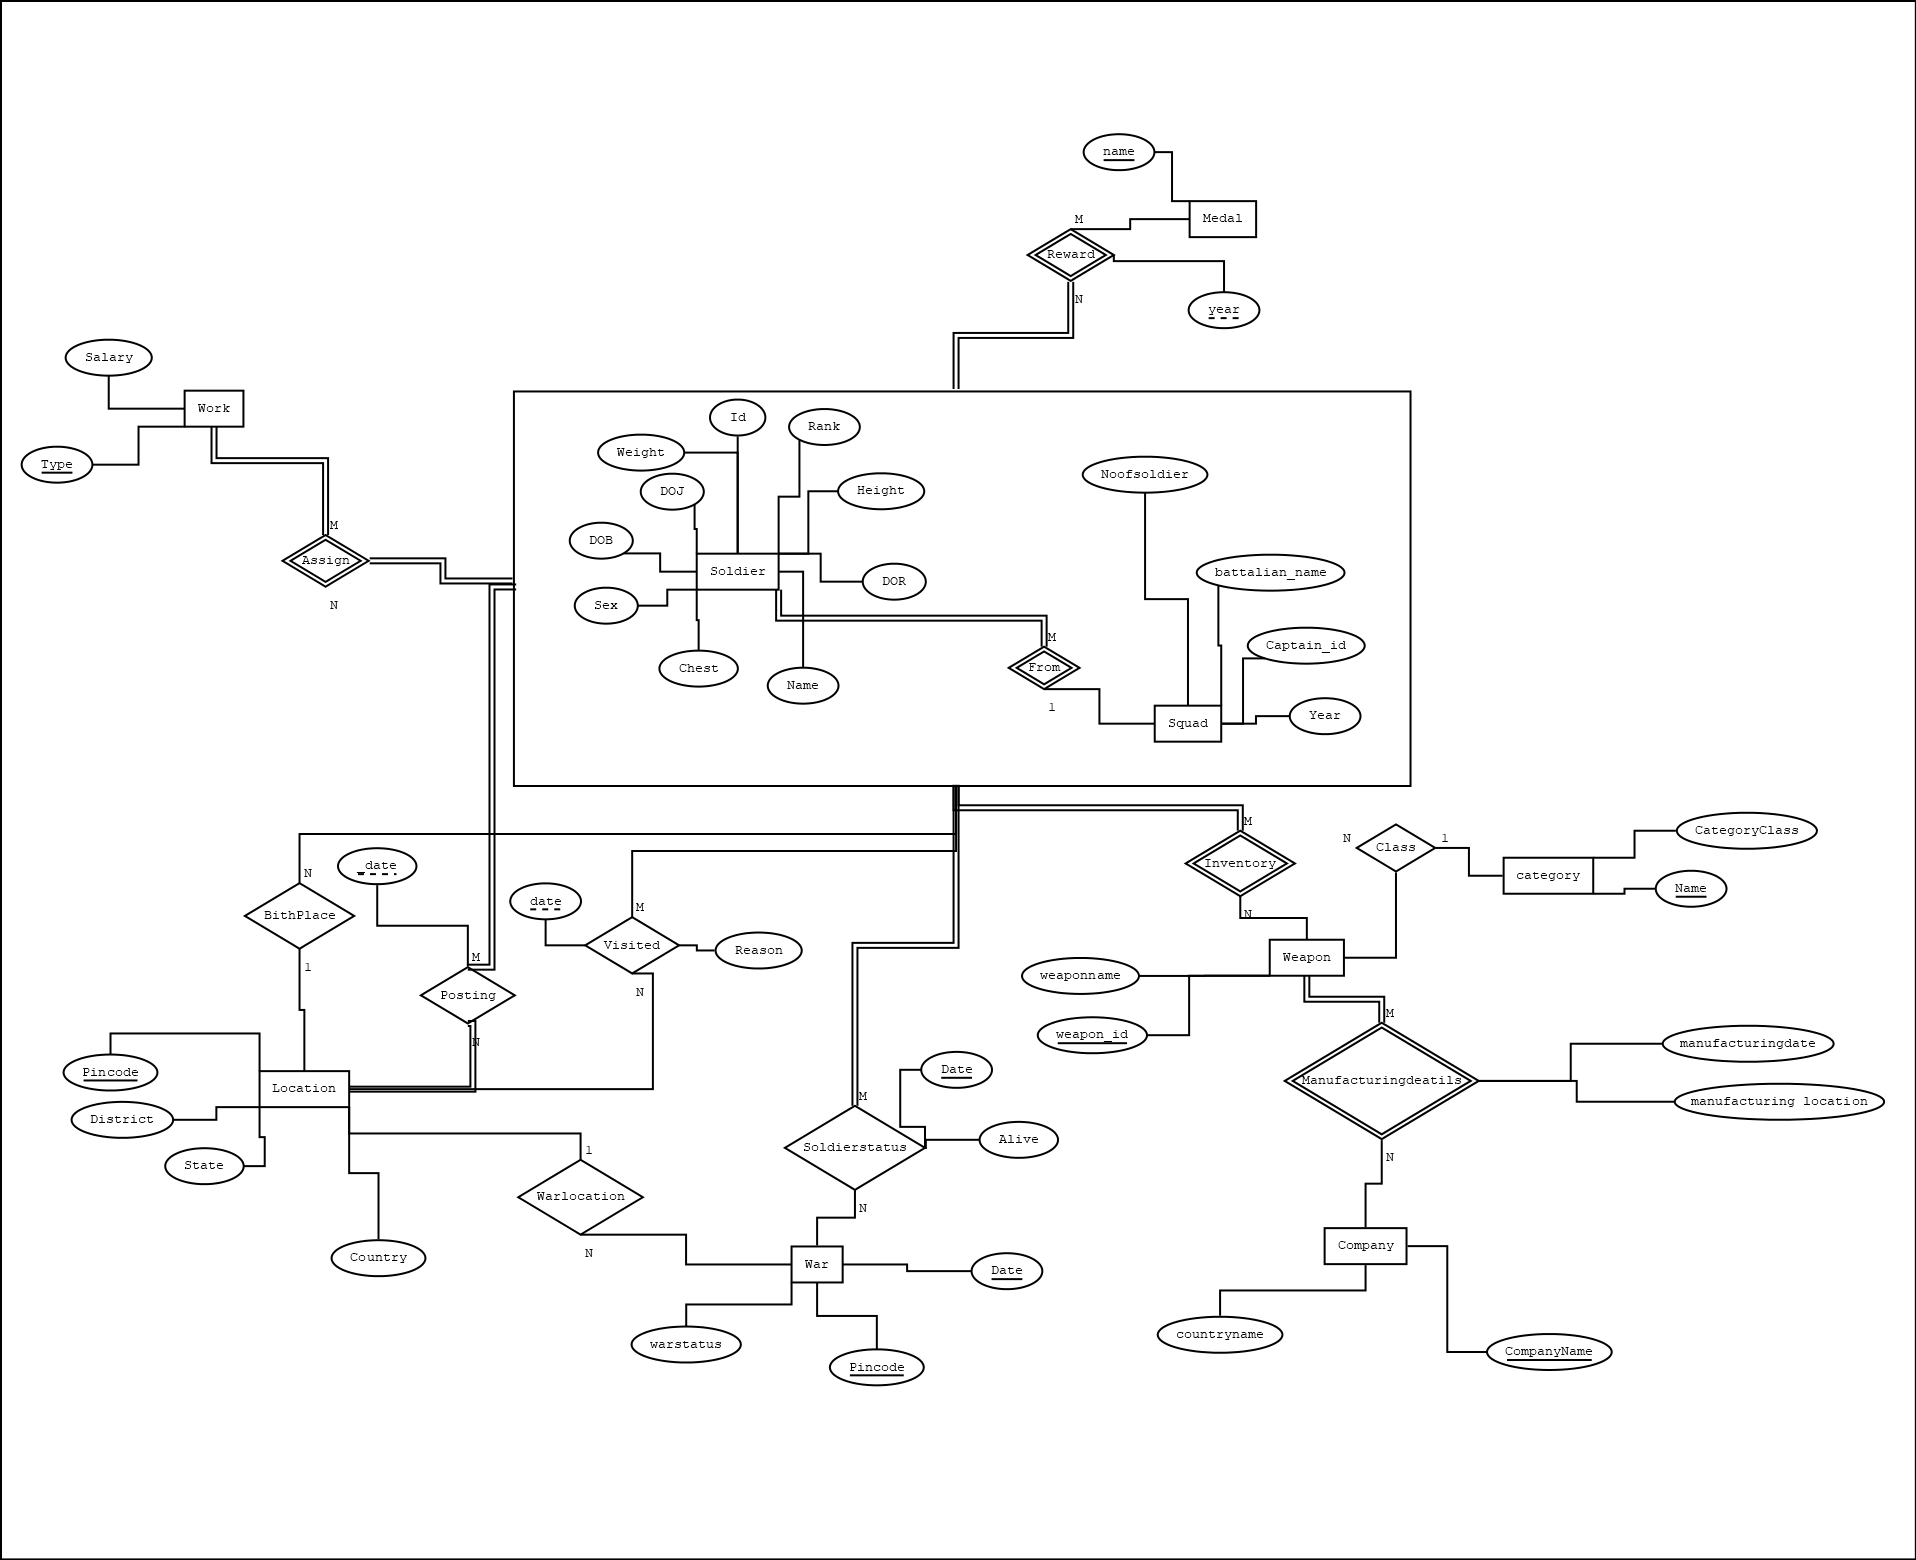 name
Medal
M
Reward
N
year
Salary
Work
Type
M
Assign
N
Id
Rank
Weight
DOJ
Height
DOB
Soldier
DOR
Sex
Chest
Name
Noofsoldier
battalian_name
Captain_id
M
From
1
Squad
Year
N
_date
BithPlace
1
date
M
Visited
Reason
N
M
Posting
N
M
Inventory
N
N
Class
1
CategoryClass
category
Name
Weapon
weaponname
weapon_id
M
Manufacturingdeatils
N
manufacturingdate
manufacturing location
Pincode
Location
District
State
Country
1
Warlocation
N
Date
M
Soldierstatus
Alive
N
War
Date
warstatus
Pincode
Company
countryname
CompanyName